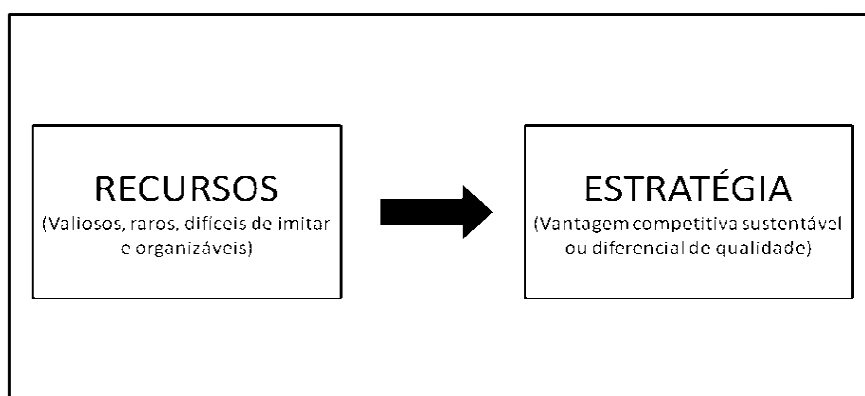 RECURSOS
(Valiosos, raros, difíceis de imitar
e organizáveis)
ESTRATÉGIA
(Vantagem competitiva sustentável
ou diferencial de qualidade)